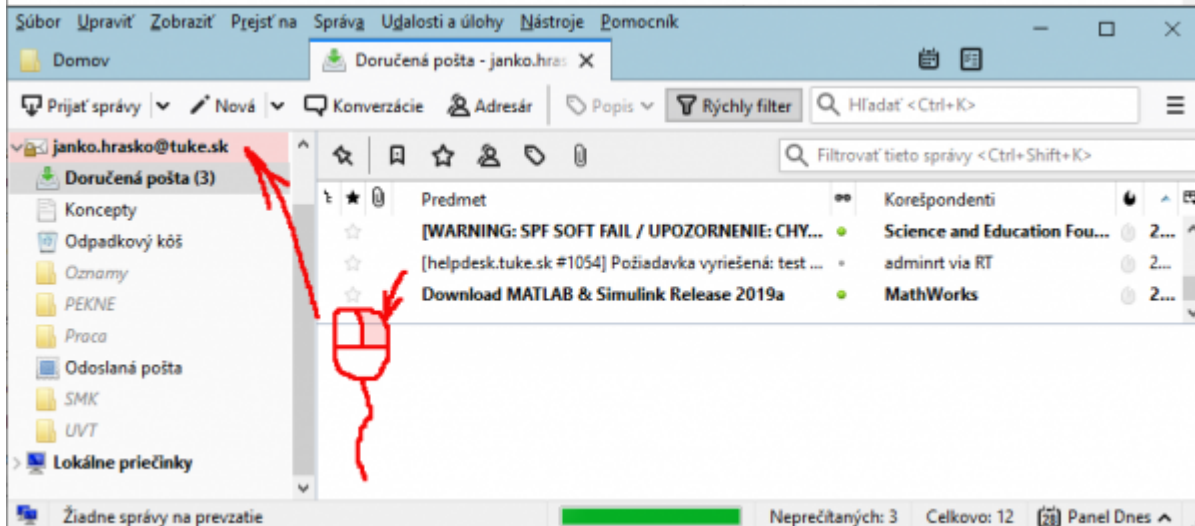 Súbor Upraviť Zobraziť Prejsť na Správa Udalosti a úlohy Nástroje Pomocník
Domov Doručená pošta - janko.hras
Prijať správy Nová Konverzácie Adresár Popis Rýchly filter Hľadať <Ctrl+K>
janko.hrasko@tuke.sk
Filtrovať tieto správy <Ctrl+Shift+K>
Doručená pošta (3)
Predmet Korešpondenti
Koncepty
[WARNING: SPF SOFT FAIL / UPOZORNENIE: CHY... Science and Education Fou... 2...
Odpadkový kôš
[helpdesk.tuke.sk #1054] Požiadavka vyriešená: test ... adminrt via RT 2...
Oznamy
Download MATLAB & Simulink Release 2019a MathWorks 2...
PEKNE
Praca
Odoslaná pošta
SMK
UVT
Lokálne priečinky
Žiadne správy na prevzatie Neprečítaných: 3 Celkovo: 12 Panel Dnes